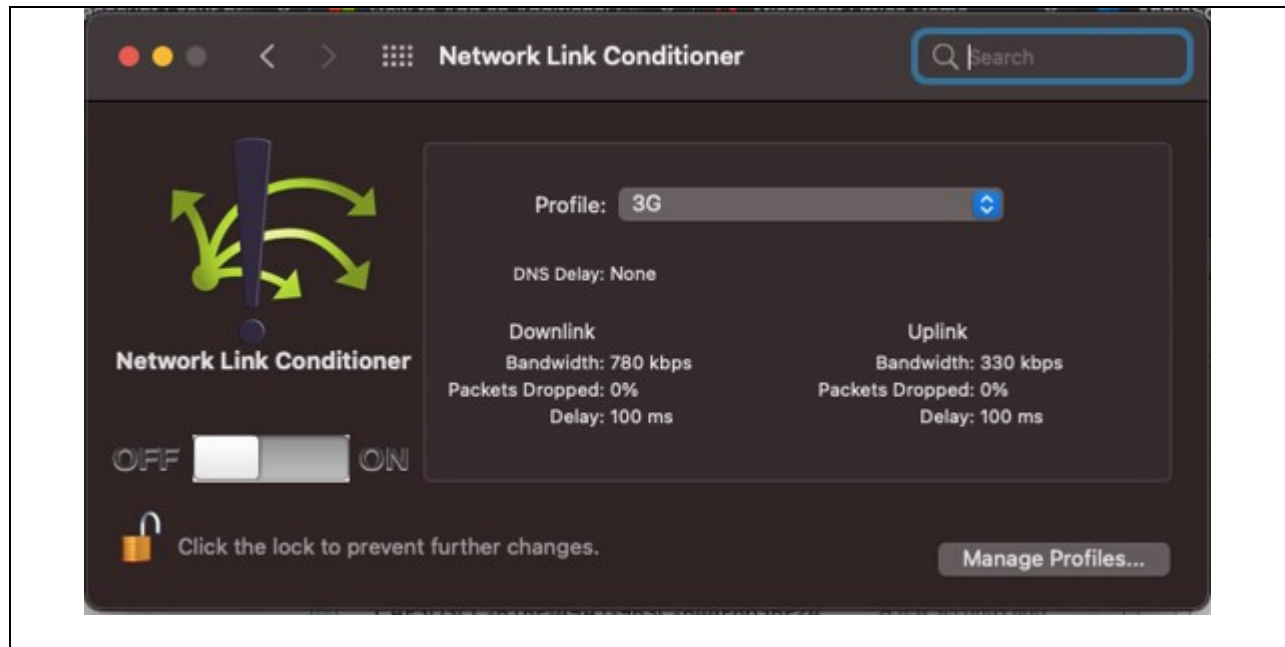 Network Link Conditioner
Search
Profile: 3G
DNS Delay: None
Downlink
Bandwidth: 780 kbps
Packets Dropped: 0%
Delay: 100 ms
Uplink
Bandwidth: 330 kbps
Packets Dropped: 0%
Delay: 100 ms
Network Link Conditioner
OFF ON
Click the lock to prevent further changes.
Manage Profiles...